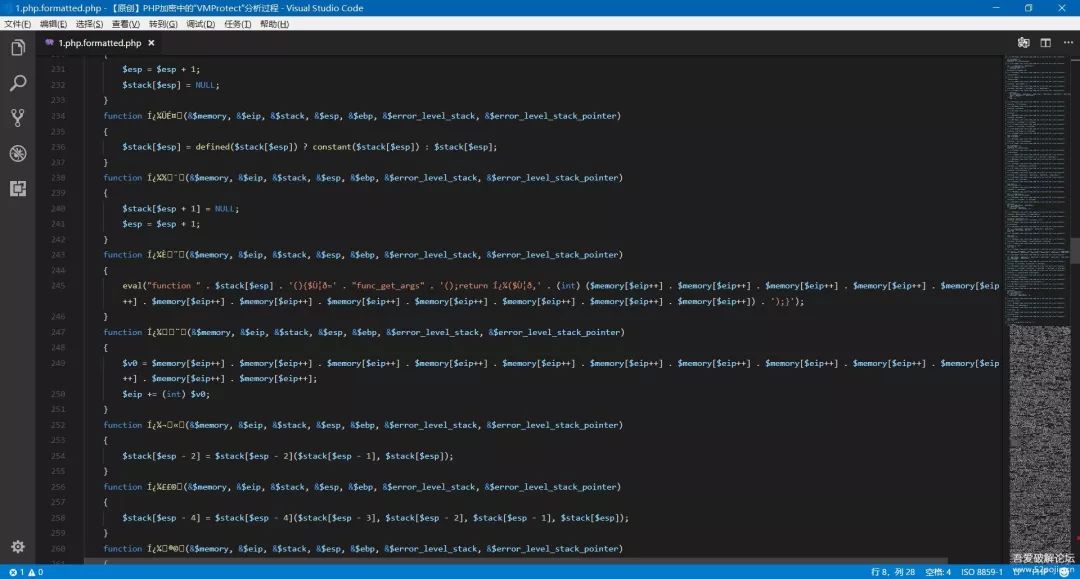 1.php.formatted.php - 【原创】PHP加密中的"VMProtect"分析过程 - Visual Studio Code
文件(F) 编辑(E) 选择(S) 查看(V) 转到(G) 调试(D) 任务(T) 帮助(H)
1.php.formatted.php
231 $esp = $esp + 1;
232 $stack[$esp] = NULL;
233 }
234 function (&$memory, &$eip, &$stack, &$esp, &$ebp, &$error_level_stack, &$error_level_stack_pointer)
235 {
236 $stack[$esp] = defined($stack[$esp]) ? constant($stack[$esp]) : $stack[$esp];
237 }
238 function (&$memory, &$eip, &$stack, &$esp, &$ebp, &$error_level_stack, &$error_level_stack_pointer)
239 {
240 $stack[$esp + 1] = NULL;
241 $esp = $esp + 1;
242 }
243 function (&$memory, &$eip, &$stack, &$esp, &$ebp, &$error_level_stack, &$error_level_stack_pointer)
244 {
245 eval("function " . $stack[$esp] . '(){ . "func_get_args" . '();return . (int) ($memory[$eip++] . $memory[$eip++] . $memory[$eip++] . $memory[$eip++] . $memory[$eip
++] . $memory[$eip++] . $memory[$eip++] . $memory[$eip++] . $memory[$eip++] . $memory[$eip++] . $memory[$eip++] . $memory[$eip++]) . ');}');
246 }
247 function (&$memory, &$eip, &$stack, &$esp, &$ebp, &$error_level_stack, &$error_level_stack_pointer)
248 {
249 $v0 = $memory[$eip++] . $memory[$eip++] . $memory[$eip++] . $memory[$eip++] . $memory[$eip++] . $memory[$eip++] . $memory[$eip++] . $memory[$eip++] . $memory[$eip++] . $memory[$eip
++] . $memory[$eip++] . $memory[$eip++];
250 $eip += (int) $v0;
251 }
252 function (&$memory, &$eip, &$stack, &$esp, &$ebp, &$error_level_stack, &$error_level_stack_pointer)
253 {
254 $stack[$esp - 2] = $stack[$esp - 2]($stack[$esp - 1], $stack[$esp]);
255 }
256 function (&$memory, &$eip, &$stack, &$esp, &$ebp, &$error_level_stack, &$error_level_stack_pointer)
257 {
258 $stack[$esp - 4] = $stack[$esp - 4]($stack[$esp - 3], $stack[$esp - 2], $stack[$esp - 1], $stack[$esp]);
259 }
260 function (&$memory, &$eip, &$stack, &$esp, &$ebp, &$error_level_stack, &$error_level_stack_pointer)
吾爱破解论坛
1 0 行 8，列 28 空格: 4 ISO 8859-1